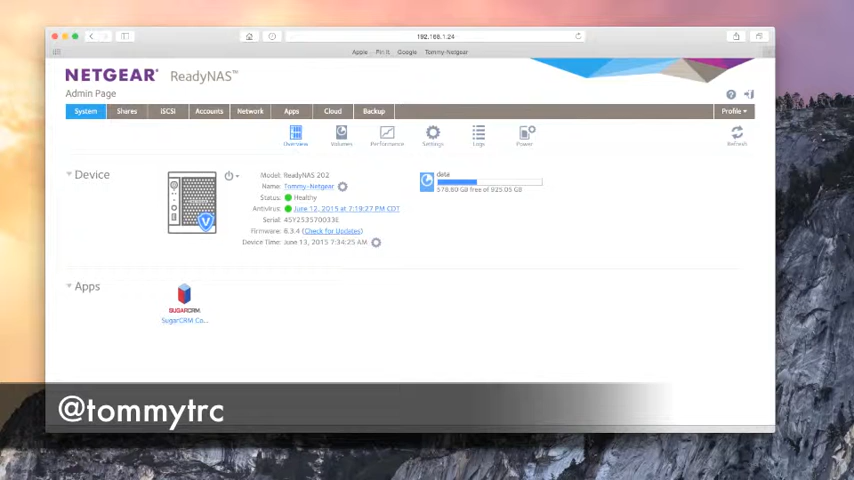 192.168.1.24
Apple Pin It Google Tommy-Netgear
NETGEAR® ReadyNAS™
Admin Page
System Shares iSCSI Accounts Network Apps Cloud Backup Profile
Overview Volumes Performance Settings Logs Power Refresh
Device
Model: ReadyNAS 202
Name: Tommy-Netgear
Status: Healthy
Antivirus: June 12, 2015 at 7:19:27 PM CDT
Serial: 4SY253S70033E
Firmware: 6.3.4 (Check for Updates)
Device Time: June 13, 2015 7:34:25 AM
data
578.80 GB free of 925.05 GB
Apps
SUGARCRM
SugarCRM Co...
@tommytrc